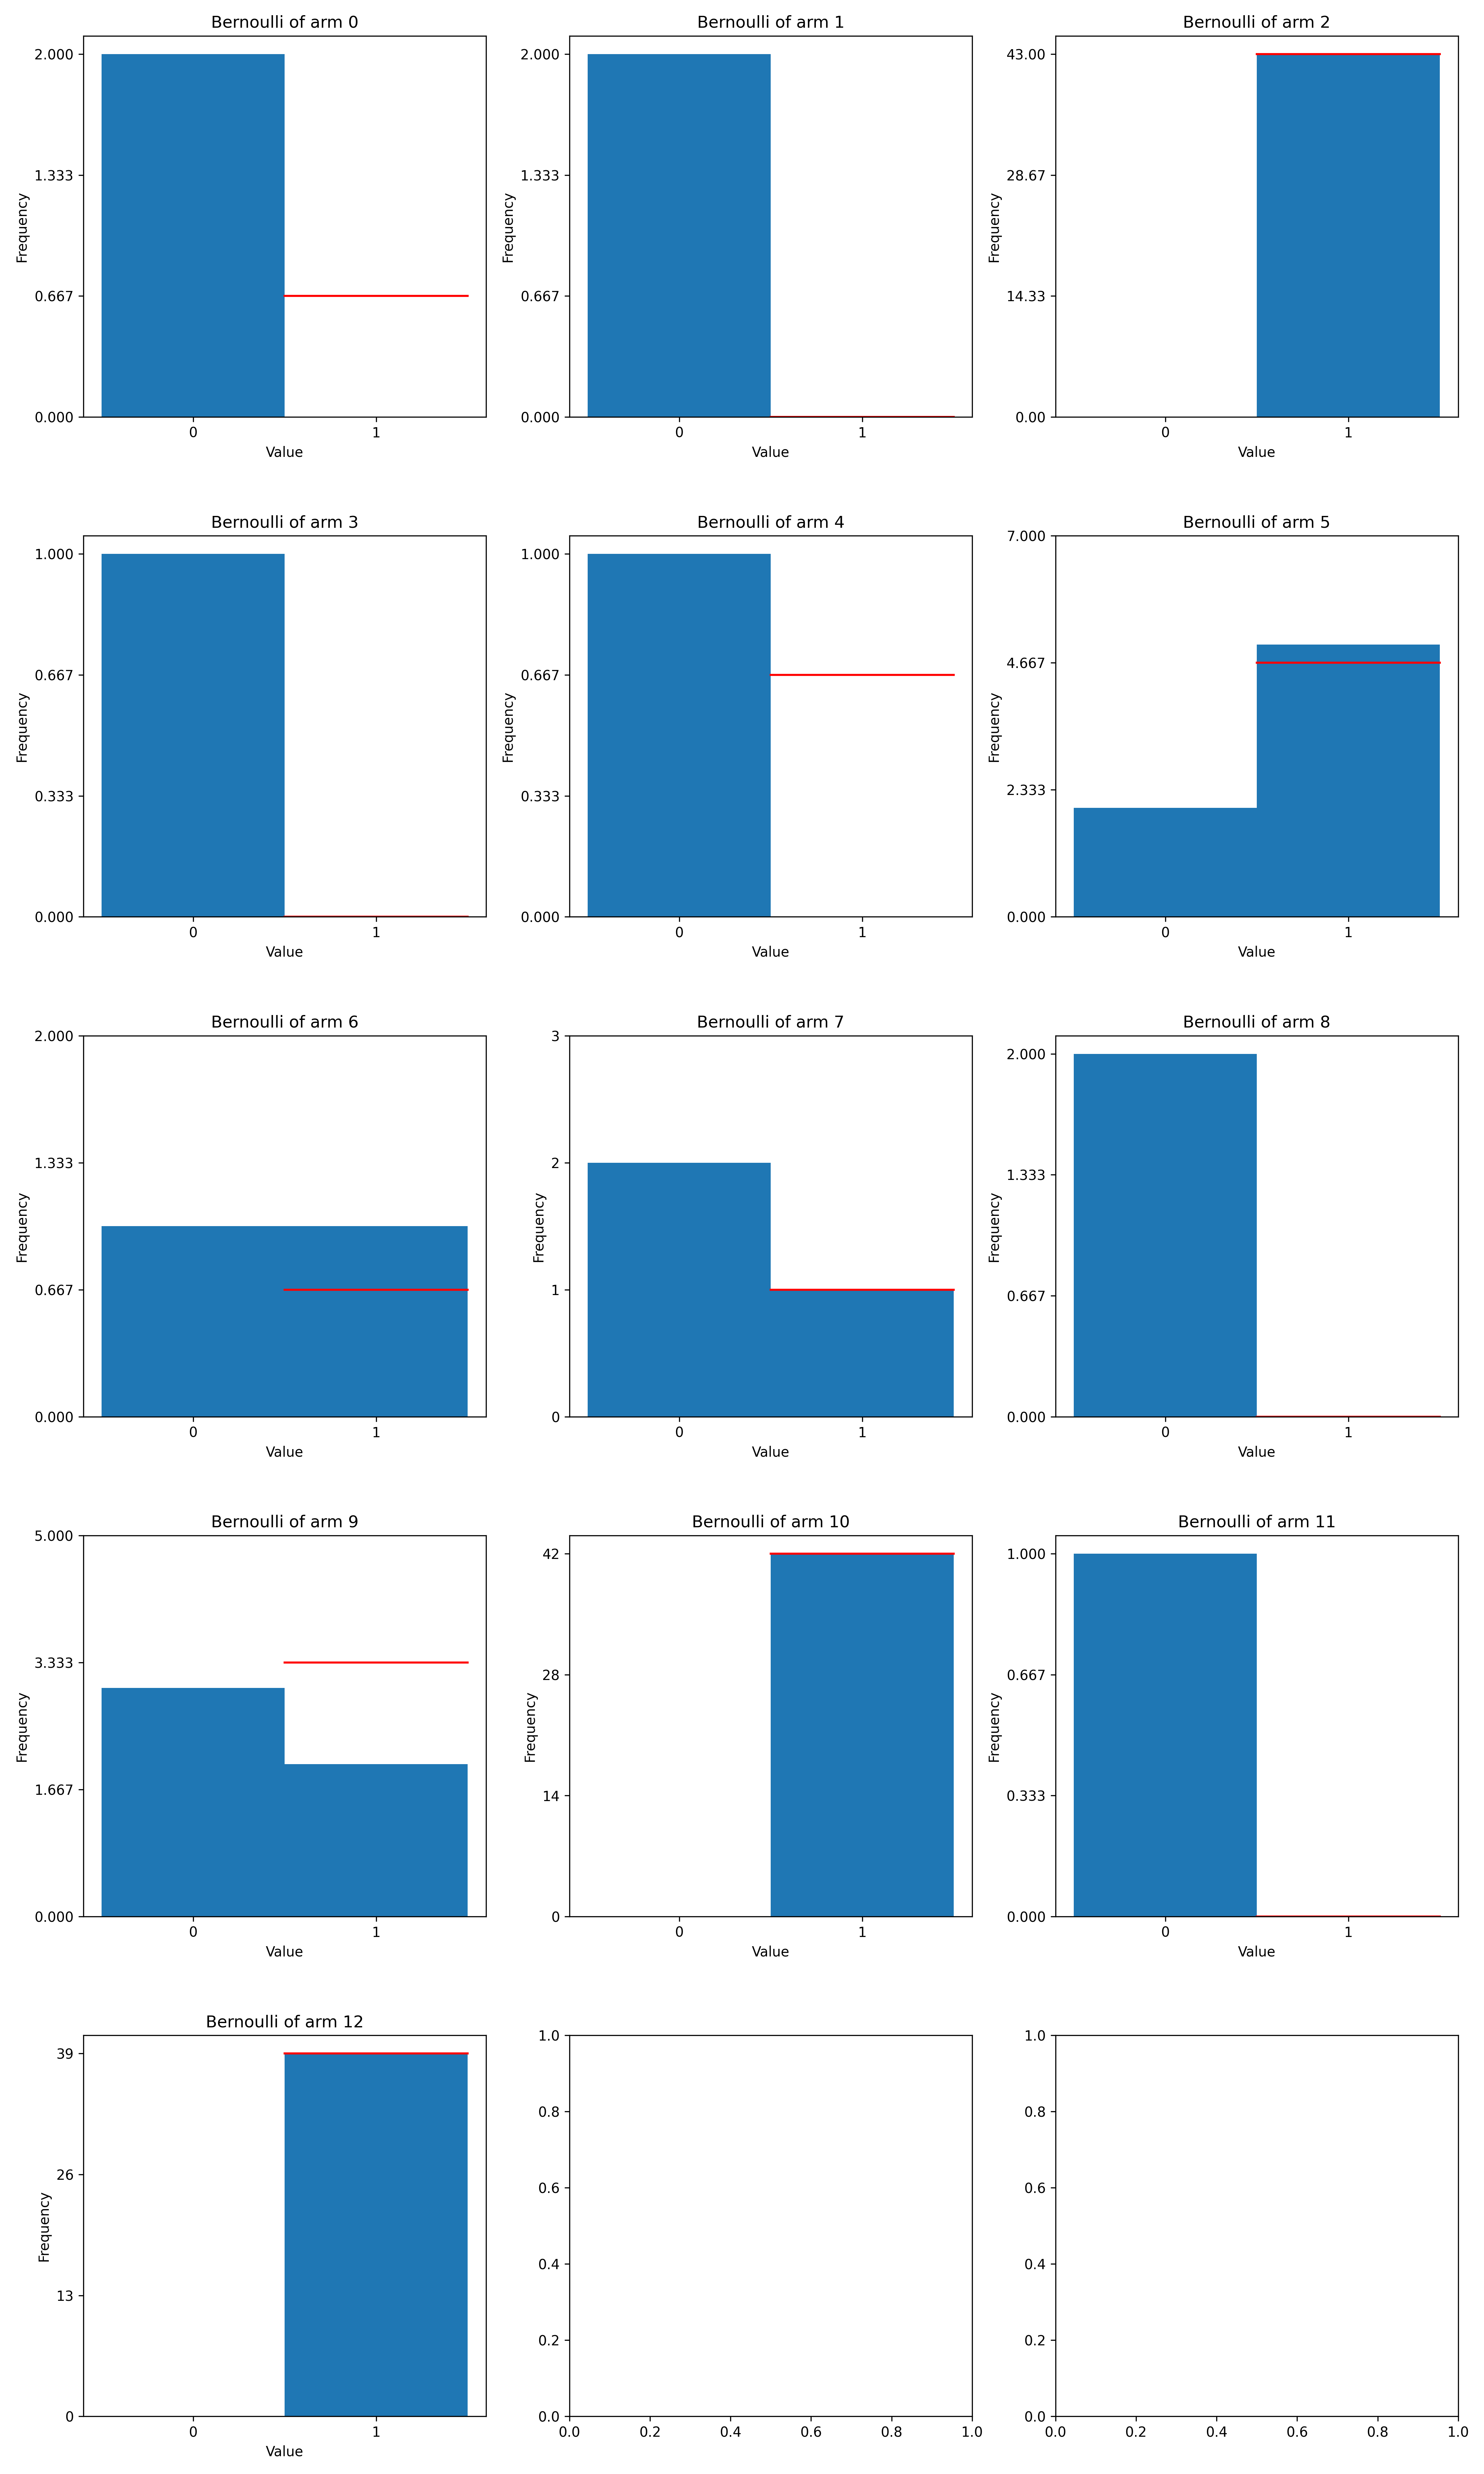 Bernoulli of arm 0
2.000
1.333
0.667
0.000
Frequency
0 1
Value
Bernoulli of arm 1
2.000
1.333
0.667
0.000
Frequency
0 1
Value
Bernoulli of arm 2
43.00
28.67
14.33
0.00
Frequency
0 1
Value
Bernoulli of arm 3
1.000
0.667
0.333
0.000
Frequency
0 1
Value
Bernoulli of arm 4
1.000
0.667
0.333
0.000
Frequency
0 1
Value
Bernoulli of arm 5
7.000
4.667
2.333
0.000
Frequency
0 1
Value
Bernoulli of arm 6
2.000
1.333
0.667
0.000
Frequency
0 1
Value
Bernoulli of arm 7
3
2
1
0
Frequency
0 1
Value
Bernoulli of arm 8
2.000
1.333
0.667
0.000
Frequency
0 1
Value
Bernoulli of arm 9
5.000
3.333
1.667
0.000
Frequency
0 1
Value
Bernoulli of arm 10
42
28
14
0
Frequency
0 1
Value
Bernoulli of arm 11
1.000
0.667
0.333
0.000
Frequency
0 1
Value
Bernoulli of arm 12
39
26
13
0
Frequency
0 1
Value
1.0
0.8
0.6
0.4
0.2
0.0
0.0 0.2 0.4 0.6 0.8 1.0
1.0
0.8
0.6
0.4
0.2
0.0
0.0 0.2 0.4 0.6 0.8 1.0